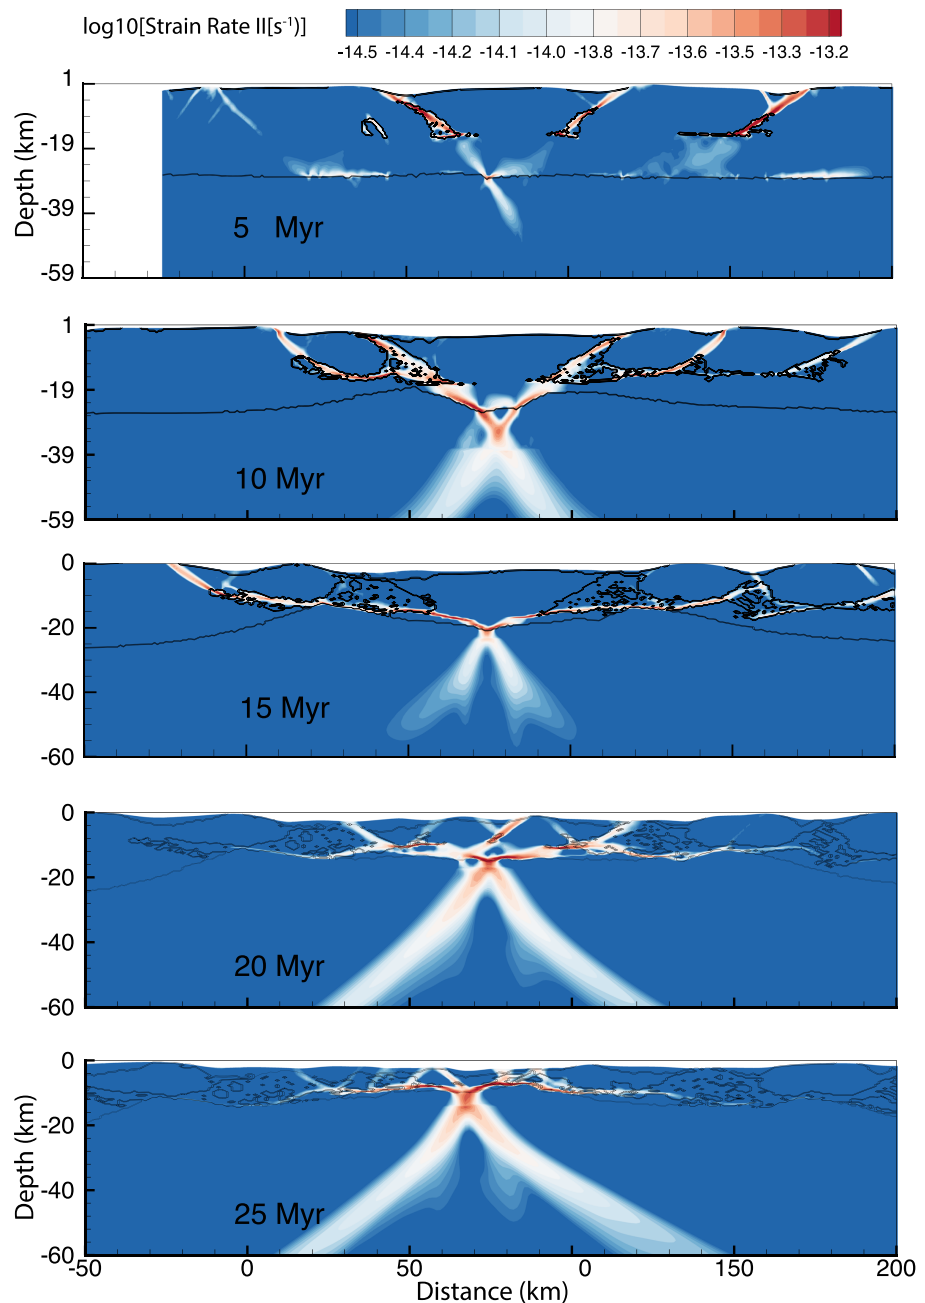 log10[Strain Rate II[s-1)]
-14.5 -14.4 -14.2 -14.1 -14.0 -13.8 -13.7 -13.6 -13.5 -13.3 -13.2
1
-19
-39
-59
Depth (km)
5 Myr
1
-19
-39
-59
10 Myr
0
-20
-40
-60
15 Myr
0
-20
-40
-60
20 Myr
0
-20
-40
-60
Depth (km)
25 Myr
-50 0 50 0 150 200
Distance (km)